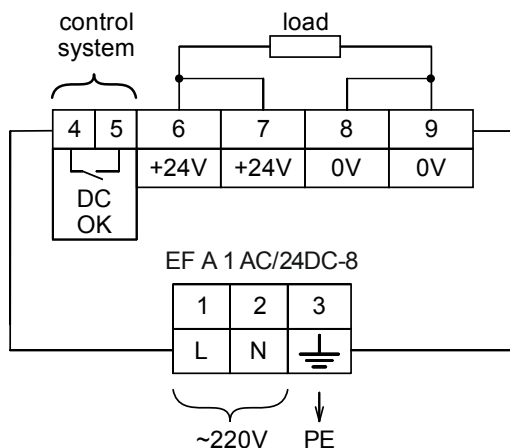 control load
system
4 5 6 7 8 9
+24V +24V 0V 0V
DC
OK
EF A 1 AC/24DC-8
1 2 3
L N
~220V PE